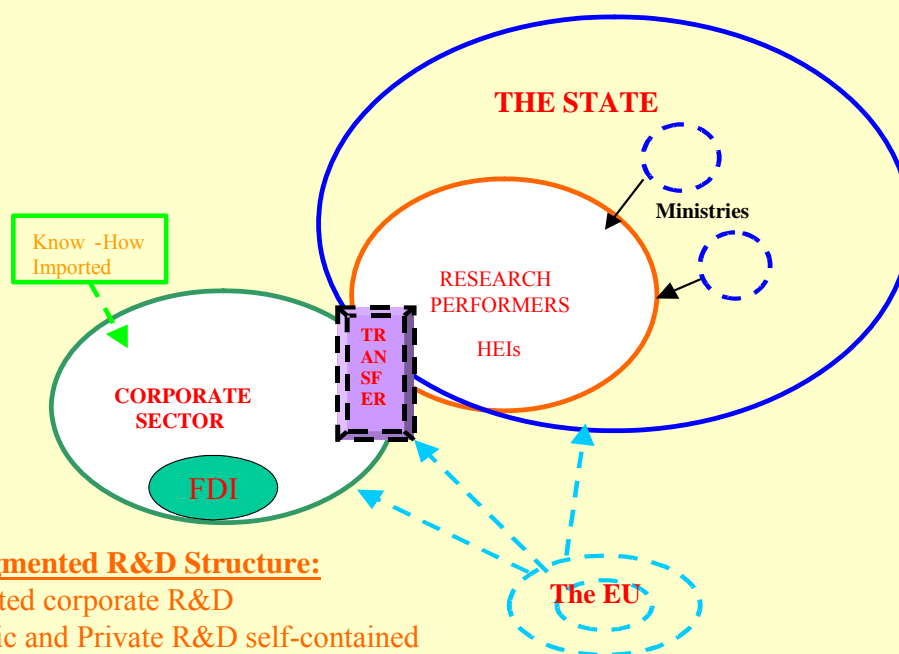 THE STATE
Ministries
Know -How
Imported
RESEARCH
PERFORMERS
HEIs
TR
AN
SF
ER
CORPORATE
SECTOR
FDI
The EU
gmented R&D Structure:
ted corporate R&D
ic and Private R&D self-contained